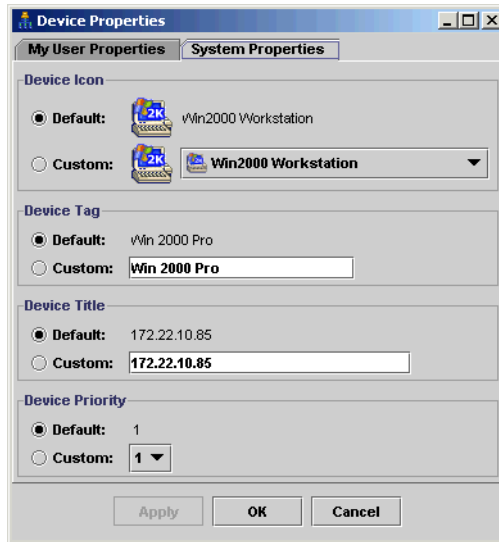 Device Properties
My User Properties System Properties
Device Icon
Default: 2K Win2000 Workstation
Custom: 2K Win2000 Workstation
Device Tag
Default: Win 2000 Pro
Custom: Win 2000 Pro
Device Title
Default: 172.22.10.85
Custom: 172.22.10.85
Device Priority
Default: 1
Custom: 1
Apply OK Cancel